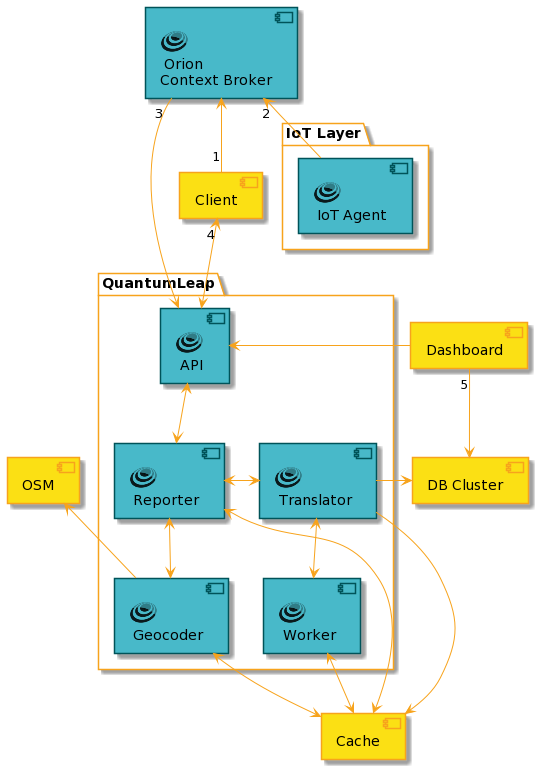 Orion
Context Broker
3
2
IoT Layer
1
Client
IoT Agent
4
QuantumLeap
API
Dashboard
5
OSM
Reporter
Translator
DB Cluster
Geocoder
Worker
Cache